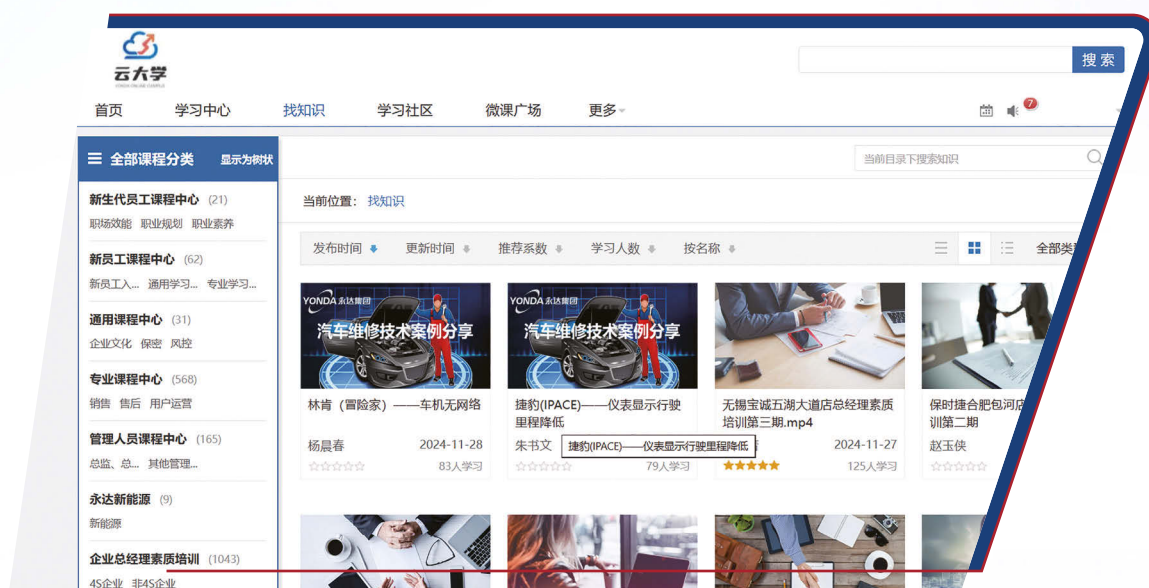 云大学
搜 索
首页 学习中心 找知识 学习社区 微课广场 更多
7
全部课程分类 显示为树状
当前目录下搜索知识
新生代员工课程中心 (21)
职场效能 职业规划 职业素养
新员工课程中心 (62)
新员工入... 通用学习... 专业学习...
通用课程中心 (31)
企业文化 保密 风控
专业课程中心 (568)
销售 售后 用户运营
管理人员课程中心 (165)
总监、总... 其他管理...
永达新能源 (9)
新能源
企业总经理素质培训 (1043)
4S企业 非4S企业
当前位置： 找知识
发布时间 更新时间 推荐系数 学习人数 按名称 全部类
YONDA 永达集团
汽车维修技术案例分享
林肯（冒险家）——车机无网络
杨晨春 2024-11-28
83人学习
YONDA 永达集团
汽车维修技术案例分享
捷豹(IPACE)——仪表显示行驶
里程降低
朱书文
捷豹(IPACE)——仪表显示行驶里程降低
79人学习
无锡宝诚五湖大道店总经理素质
培训第三期.mp4
2024-11-27
125人学习
保时捷合肥包河店
训第二期
赵玉侠